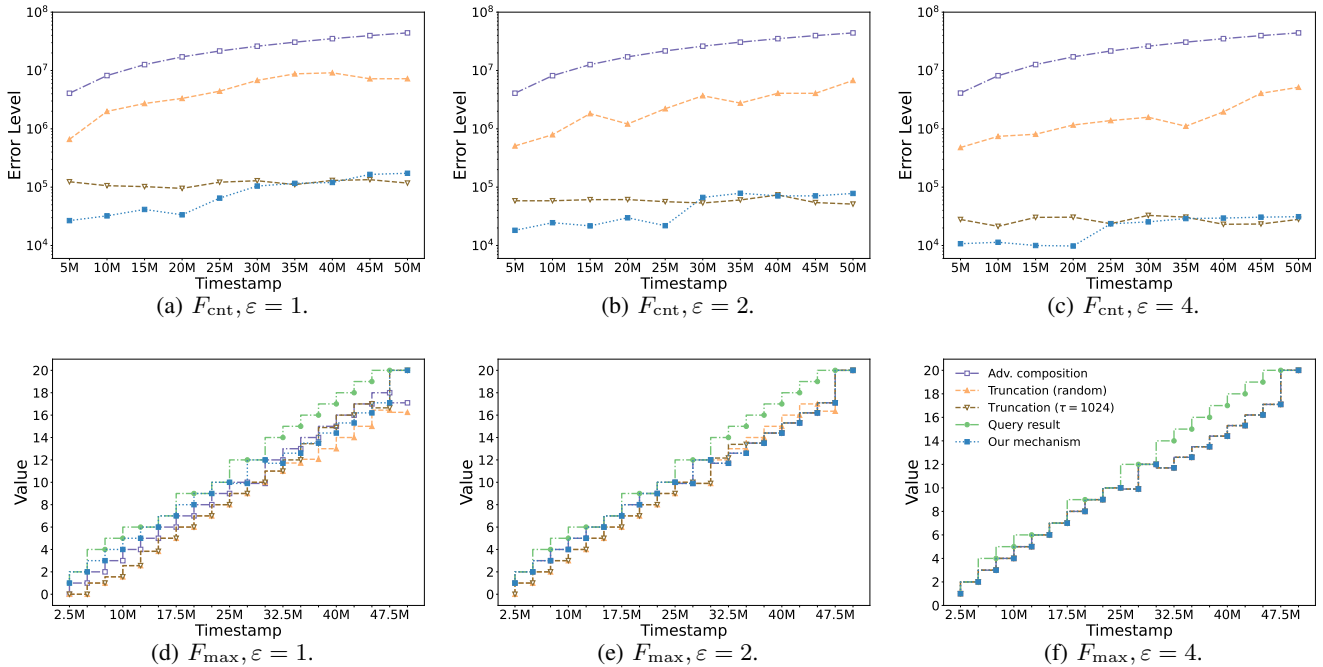 10^8
10^7
10^6
10^5
10^4
Error Level
5M 10M 15M 20M 25M 30M 35M 40M 45M 50M
Timestamp
(a) F_cnt, ε = 1.
10^8
10^7
10^6
10^5
10^4
Error Level
5M 10M 15M 20M 25M 30M 35M 40M 45M 50M
Timestamp
(b) F_cnt, ε = 2.
10^8
10^7
10^6
10^5
10^4
Error Level
5M 10M 15M 20M 25M 30M 35M 40M 45M 50M
Timestamp
(c) F_cnt, ε = 4.
20
18
16
14
12
10
8
6
4
2
0
Value
2.5M 10M 17.5M 25M 32.5M 40M 47.5M
Timestamp
(d) F_max, ε = 1.
20
18
16
14
12
10
8
6
4
2
0
Value
2.5M 10M 17.5M 25M 32.5M 40M 47.5M
Timestamp
(e) F_max, ε = 2.
20
18
16
14
12
10
8
6
4
2
0
Value
Adv. composition
Truncation (random)
Truncation (τ = 1024)
Query result
Our mechanism
2.5M 10M 17.5M 25M 32.5M 40M 47.5M
Timestamp
(f) F_max, ε = 4.